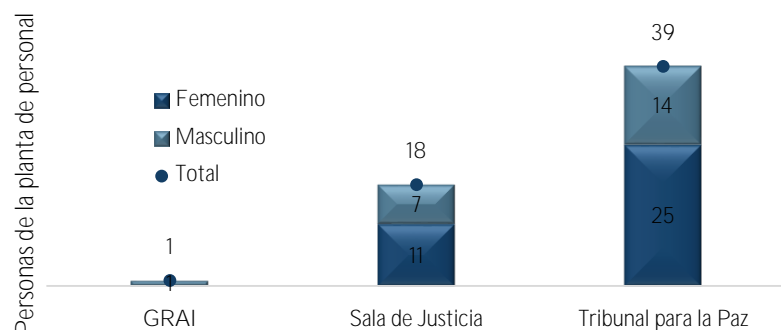 Personas de la planta de personal
39
Femenino
14
Masculino
18
Total
7
25
1
11
1
GRAI
Sala de Justicia
Tribunal para la Paz